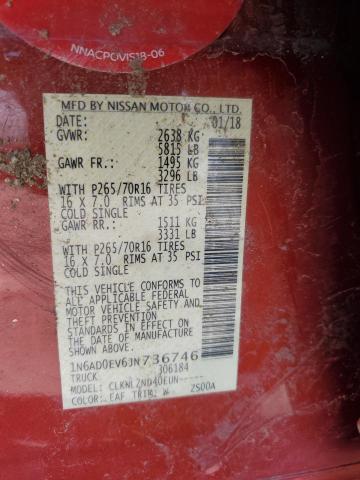 NNACPOVIS18-06
MFD BY NISSAN MOTOR CO., LTD.
DATE: 01/18
GVWR: 2638 KG
5815 LB
GAWR FR.: 1495 KG
3296 LB
WITH P265/70R16 TIRES
16 X 7.0 RIMS AT 35 PSI
COLD SINGLE
GAWR RR.: 1511 KG
3331 LB
WITH P265/70R16 TIRES
16 X 7.0 RIMS AT 35 PSI
COLD SINGLE
THIS VEHICLE CONFORMS TO
ALL APPLICABLE FEDERAL
MOTOR VEHICLE SAFETY AND
THEFT PREVENTION
STANDARDS IN EFFECT ON
THE DATE OF MANUFACTURE
SHOWN ABOVE.
1N6AD0EV6JN736746
TRUCK 306184
MODEL: CLKNLZND40EUN-----
COLOR: EAF TRIM: W 2S00A